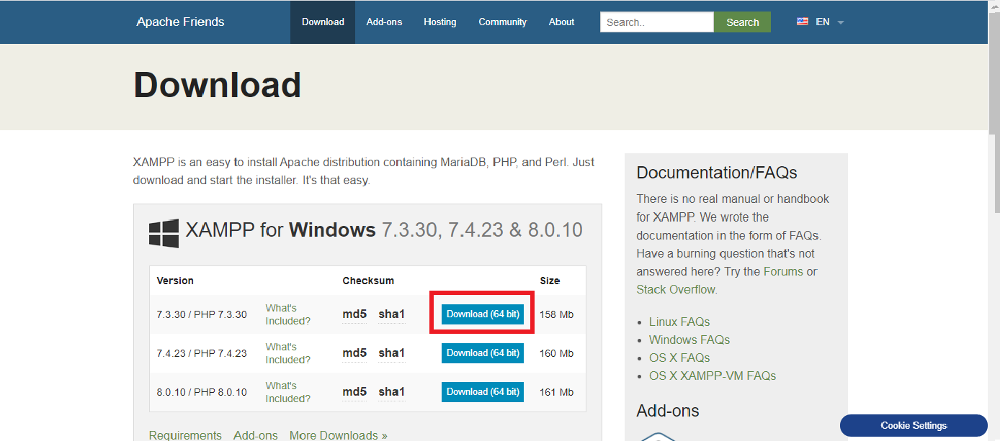 Apache Friends
Download
Add-ons
Hosting
Community
About
Search..
Search
EN
Download
XAMPP is an easy to install Apache distribution containing MariaDB, PHP, and Perl. Just
download and start the installer. It's that easy.
XAMPP for Windows 7.3.30, 7.4.23 & 8.0.10
Version Checksum Size
7.3.30 / PHP 7.3.30 What's Included? md5 sha1 Download (64 bit) 158 Mb
7.4.23 / PHP 7.4.23 What's Included? md5 sha1 Download (64 bit) 160 Mb
8.0.10 / PHP 8.0.10 What's Included? md5 sha1 Download (64 bit) 161 Mb
Requirements Add-ons More Downloads »
Documentation/FAQs
There is no real manual or handbook
for XAMPP. We wrote the
documentation in the form of FAQs.
Have a burning question that's not
answered here? Try the Forums or
Stack Overflow.
Linux FAQs
Windows FAQs
OS X FAQs
OS X XAMPP-VM FAQs
Add-ons
Cookie Settings